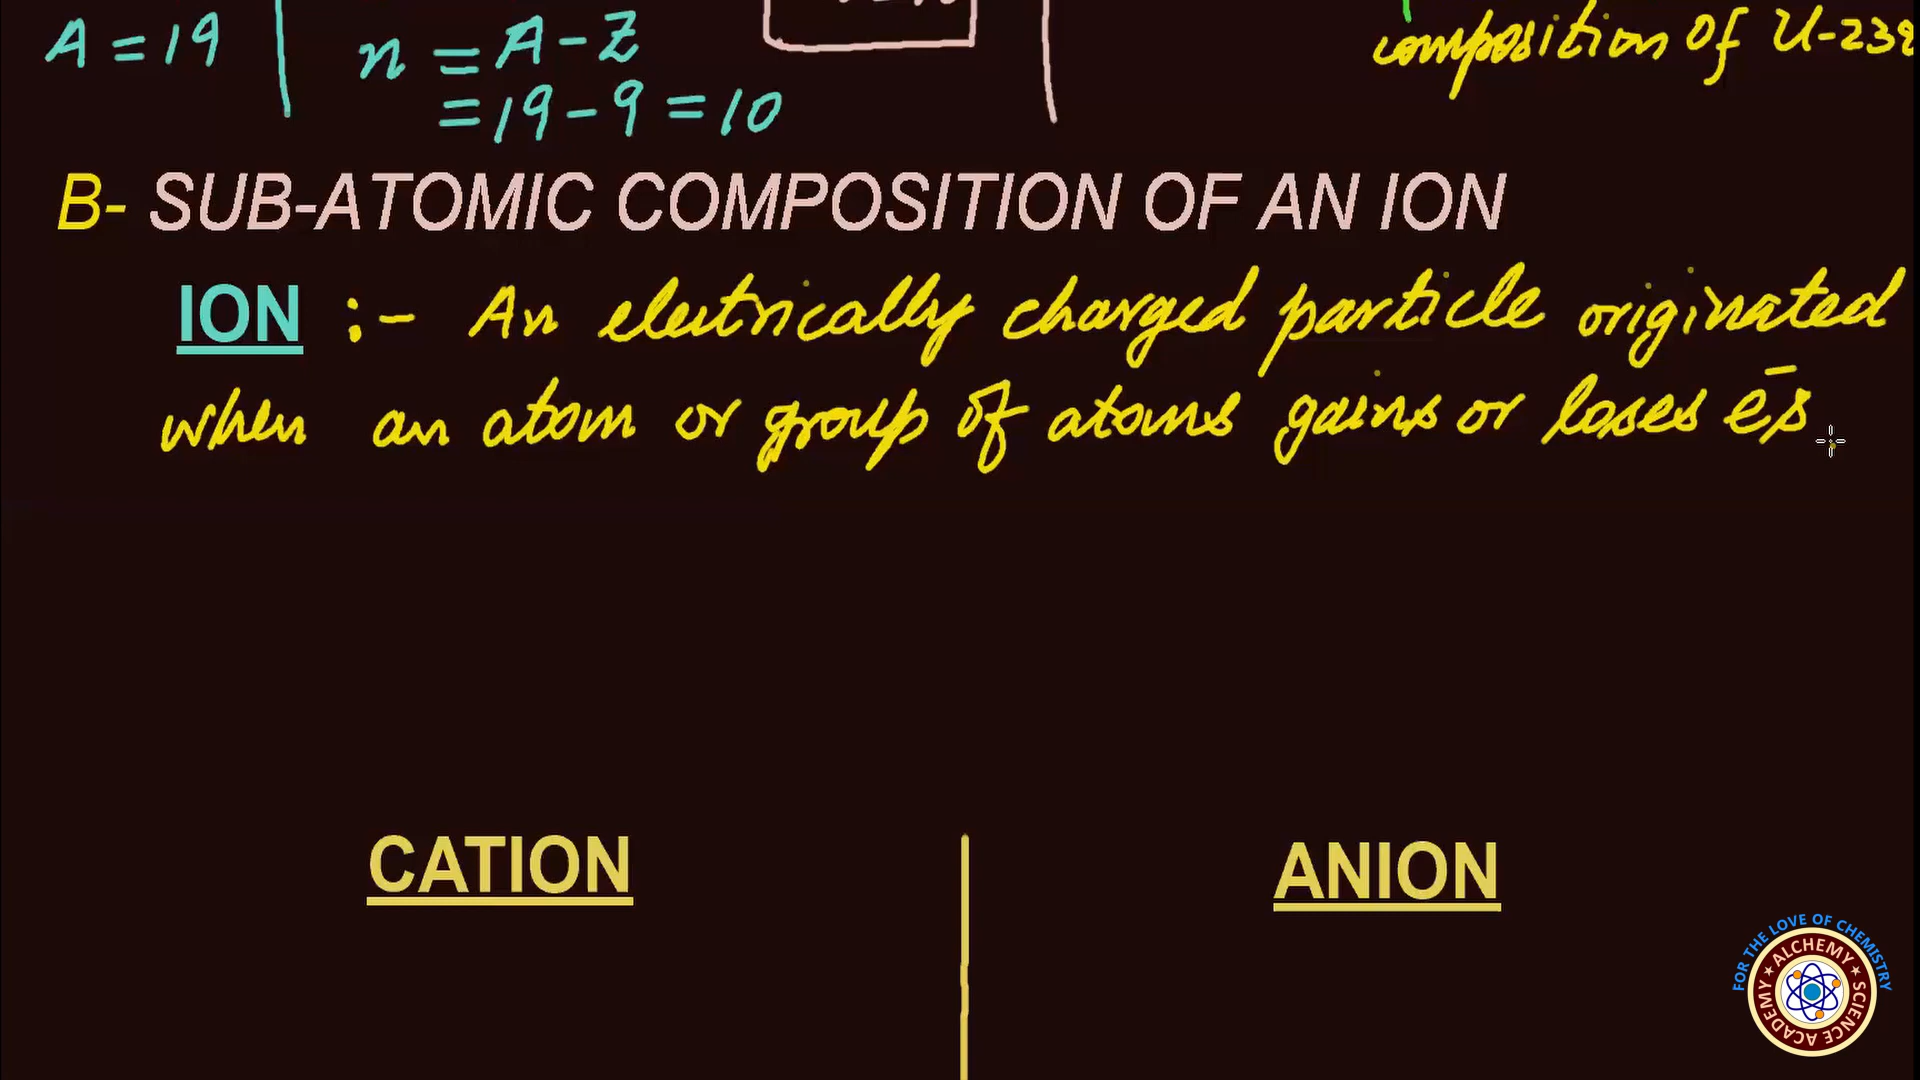 A = 19
n = A - Z
= 19 - 9 = 10
composition of U-238
B- SUB-ATOMIC COMPOSITION OF AN ION
ION :- An electrically charged particle originated
when an atom or group of atoms gains or loses ēs.
CATION
ANION
FOR THE LOVE OF CHEMISTRY
ALCHEMY
SCIENCE ACADEMY